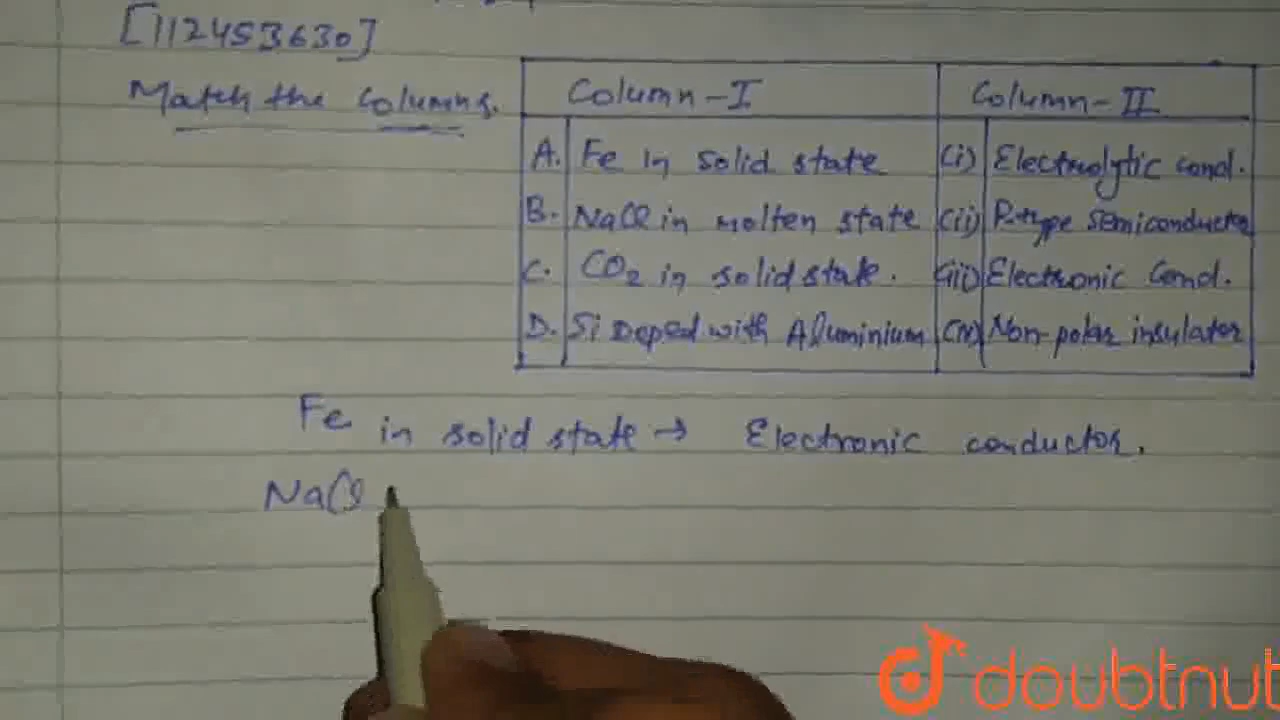 [112453630]
Match the Columns.
Column-I Column-II
A. Fe in solid state (i) Electrolytic cond.
B. NaCl in molten state (ii) P-type semiconductor
C. CO2 in solid state. (iii) Electronic Cond.
D. Si Doped with Aluminium (iv) Non-polar insulator
Fe in solid state → Electronic conductor.
NaCl
doubtnut